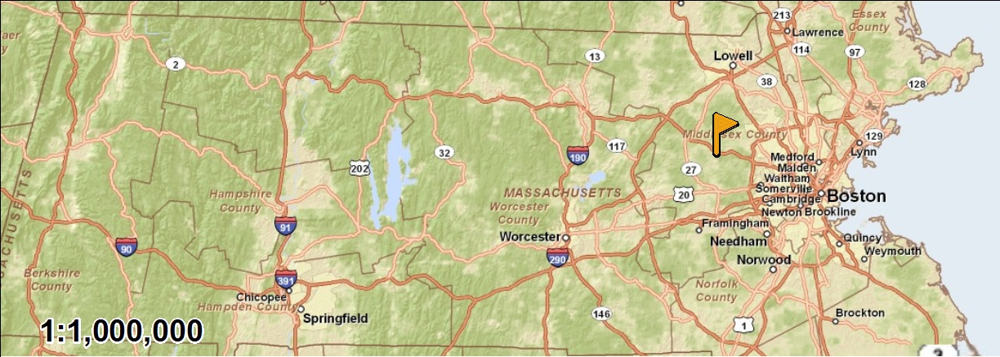 213
Essex
County
Lawrence
aer
y
2
13
Lowell
114
97
38
128
Middlesex County
129
Lynn
32
190
117
202
27
Medford
Malden
Waltham
Somerville
Cambridge
Boston
Newton Brookline
20
MASSACHUSETTS
Worcester
County
Hampshire
County
ACHUSETTS
91
90
Framingham
Needham
Quincy
Weymouth
Worcester
290
Norwood
Berkshire
County
391
Chicopee
Hampden County
Springfield
Norfolk
County
146
1
Brockton
1:1,000,000
3